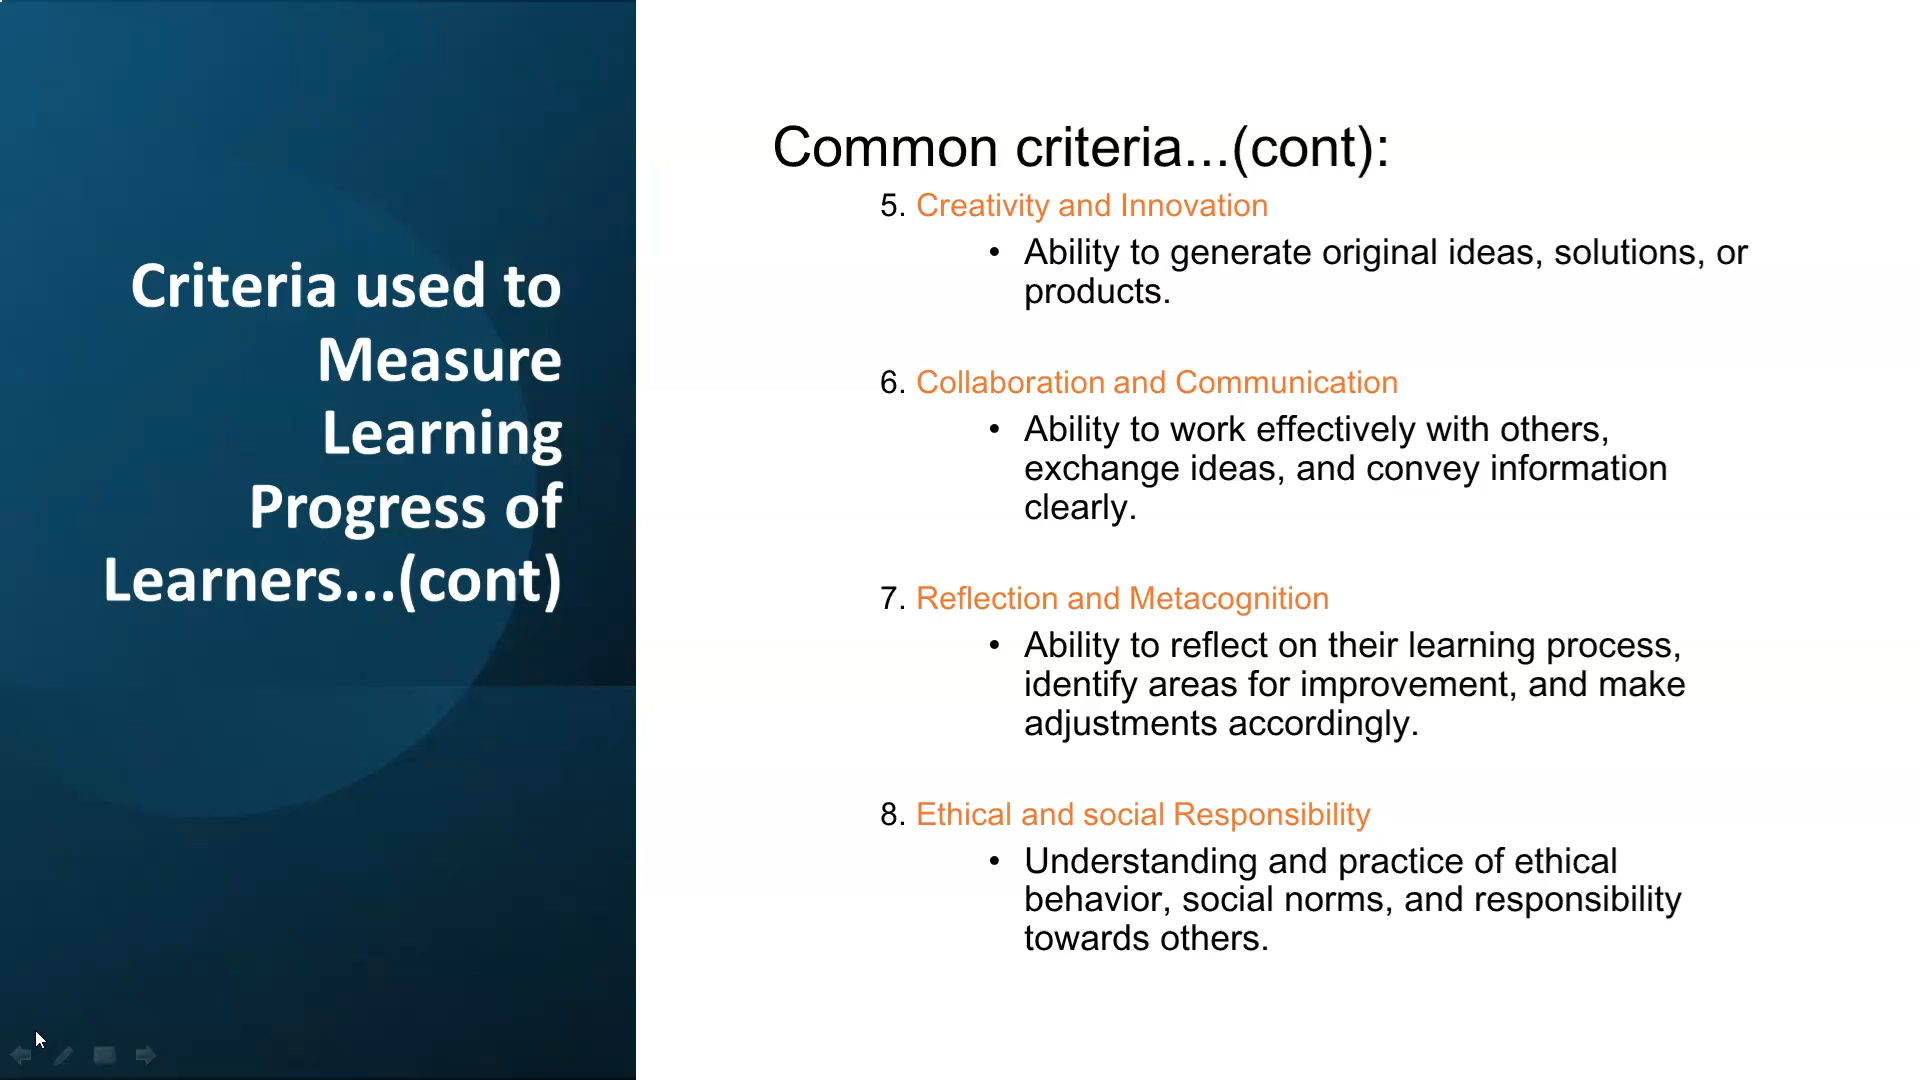 Criteria used to
Measure
Learning
Progress of
Learners...(cont)
Common criteria...(cont):
5. Creativity and Innovation
• Ability to generate original ideas, solutions, or
products.
6. Collaboration and Communication
• Ability to work effectively with others,
exchange ideas, and convey information
clearly.
7. Reflection and Metacognition
• Ability to reflect on their learning process,
identify areas for improvement, and make
adjustments accordingly.
8. Ethical and social Responsibility
• Understanding and practice of ethical
behavior, social norms, and responsibility
towards others.